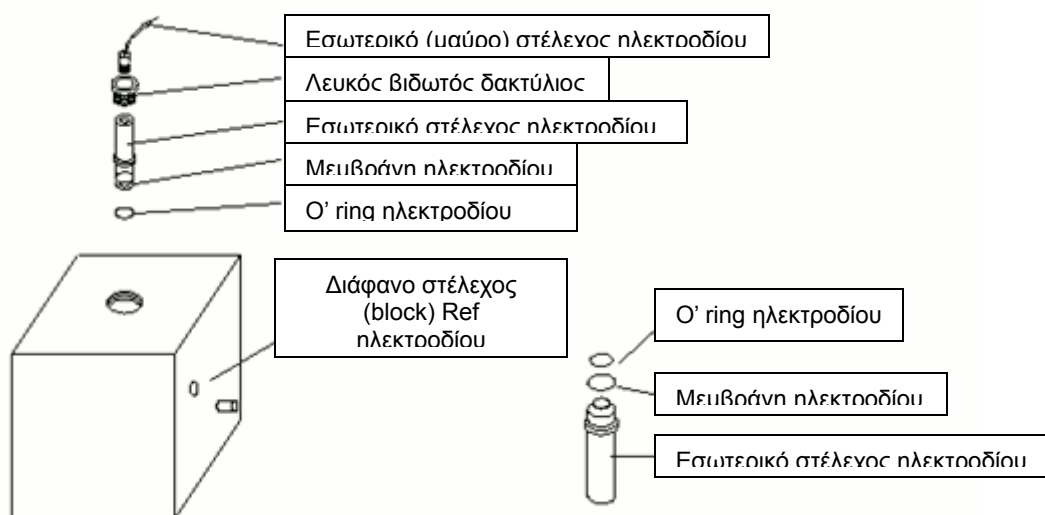 Εσωτερικό (μαύρο) στέλεχος ηλεκτροδίου
Λευκός βιδωτός δακτύλιος
Εσωτερικό στέλεχος ηλεκτροδίου
Μεμβράνη ηλεκτροδίου
Ο’ ring ηλεκτροδίου
Διάφανο στέλεχος
(block) Ref
ηλεκτροδίου
Ο’ ring ηλεκτροδίου
Μεμβράνη ηλεκτροδίου
Εσωτερικό στέλεχος ηλεκτροδίου